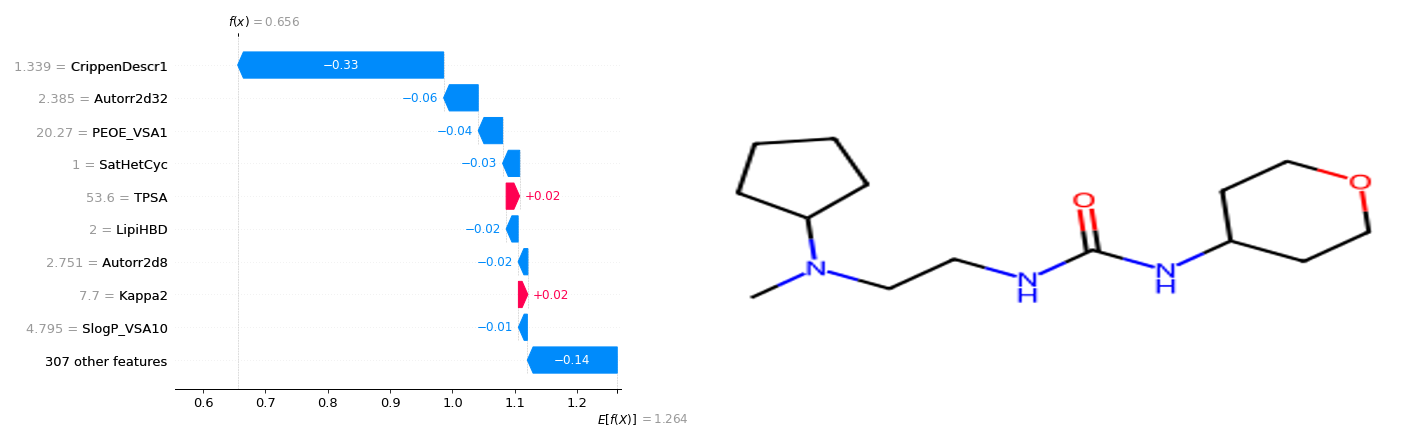 f(x) = 0.656
1.339 = CrippenDescr1
−0.33
2.385 = Autorr2d32
−0.06
20.27 = PEOE_VSA1
−0.04
1 = SatHetCyc
−0.03
53.6 = TPSA
+0.02
2 = LipiHBD
−0.02
2.751 = Autorr2d8
−0.02
7.7 = Kappa2
+0.02
4.795 = SlogP_VSA10
−0.01
307 other features
−0.14
0.6 0.7 0.8 0.9 1.0 1.1 1.2
E[f(X)] = 1.264
O
O
N
N
H
N
H